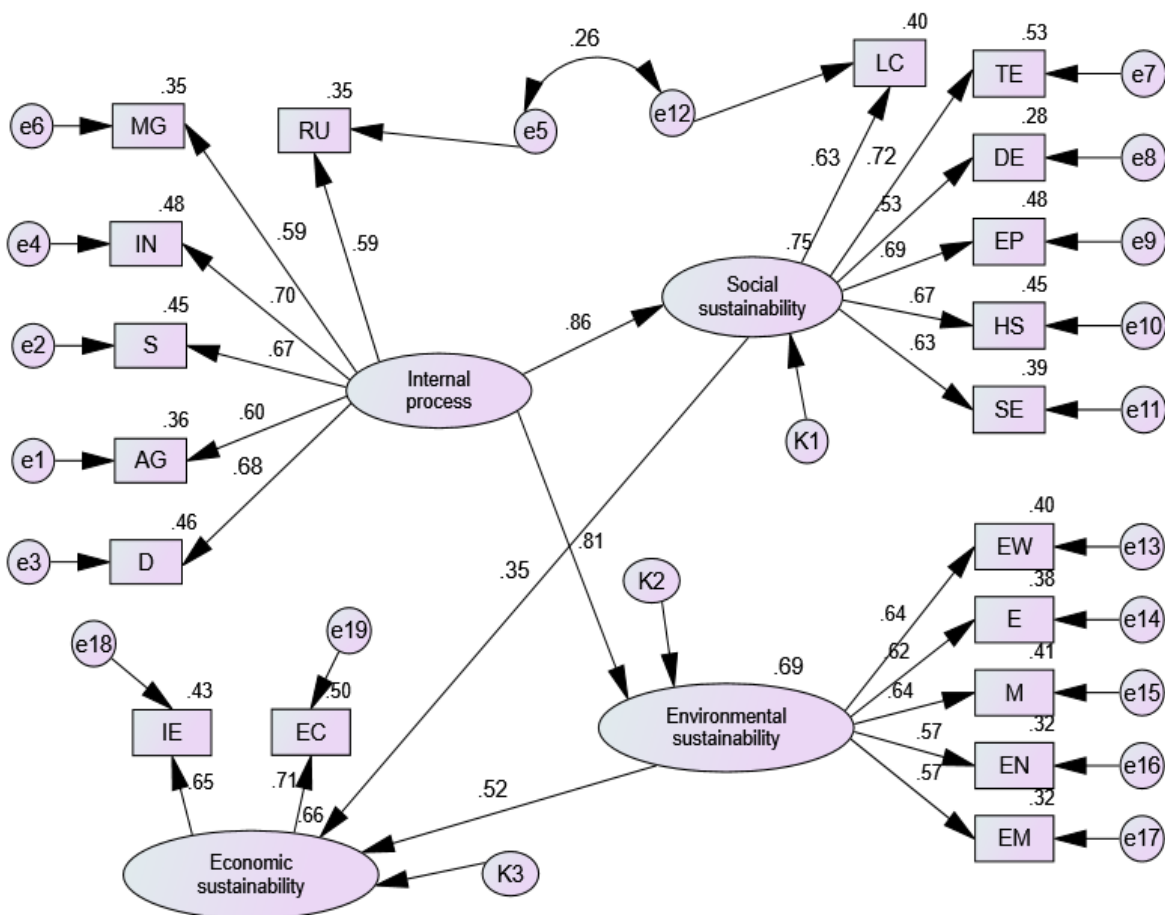 .40
.53
.26
LC
TE
e7
.35
.35
e12
e6
MG
RU
e5
.28
DE
e8
.63
.72
.48
.48
.53
EP
e9
e4
IN
.59
.59
.75
.69
.45
.70
Social
sustainability
.67
HS
e10
.45
.86
.63
e2
S
.67
.39
Internal
process
SE
e11
.36
.60
K1
e1
AG
.68
.46
.40
e3
D
.81
EW
e13
.35
K2
.38
.64
E
e14
e19
e18
.62
.41
.69
.43
.50
.64
M
e15
IE
EC
Environmental
sustainability
.57
.32
EN
e16
.65
.71
.52
.57
.32
.66
EM
e17
Economic
sustainability
K3